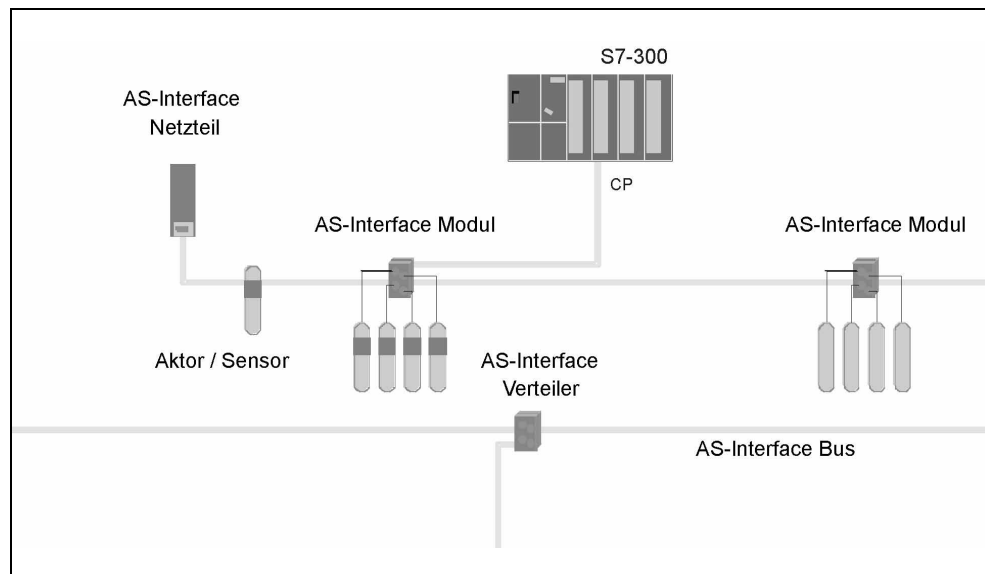 S7-300
AS-Interface
Netzteil
CP
AS-Interface Modul
AS-Interface Modul
Aktor / Sensor
AS-Interface
Verteiler
AS-Interface Bus